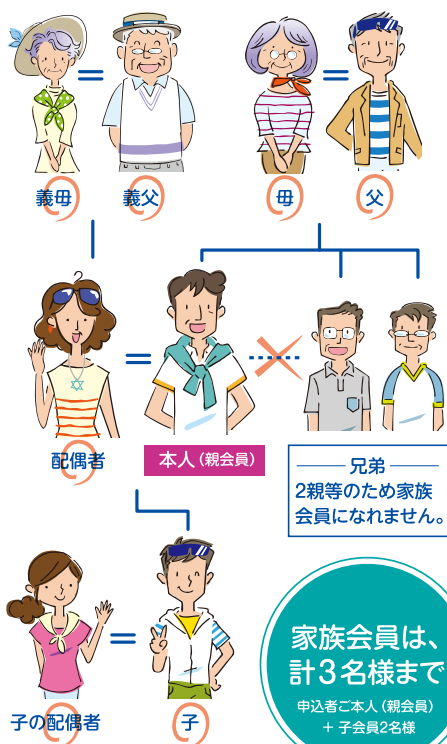 義母
義父
母
父
配偶者
本人（親会員）
兄弟
2親等のため家族
会員になれません。
子の配偶者
子
家族会員は、
計3名様まで
申込者ご本人（親会員）
＋ 子会員2名様